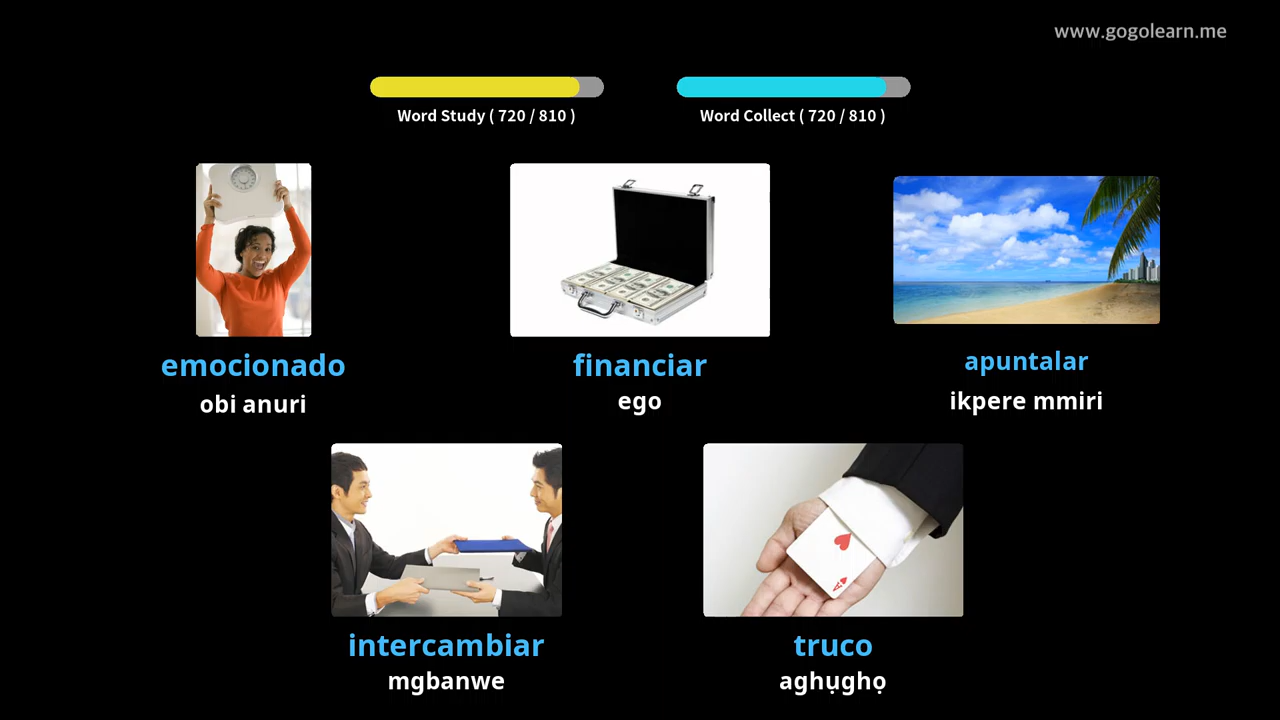 www.gogolearn.me
Word Study ( 720 / 810 )
Word Collect ( 720 / 810 )
emocionado
obi anuri
financiar
ego
apuntalar
ikpere mmiri
intercambiar
mgbanwe
truco
aghụghọ